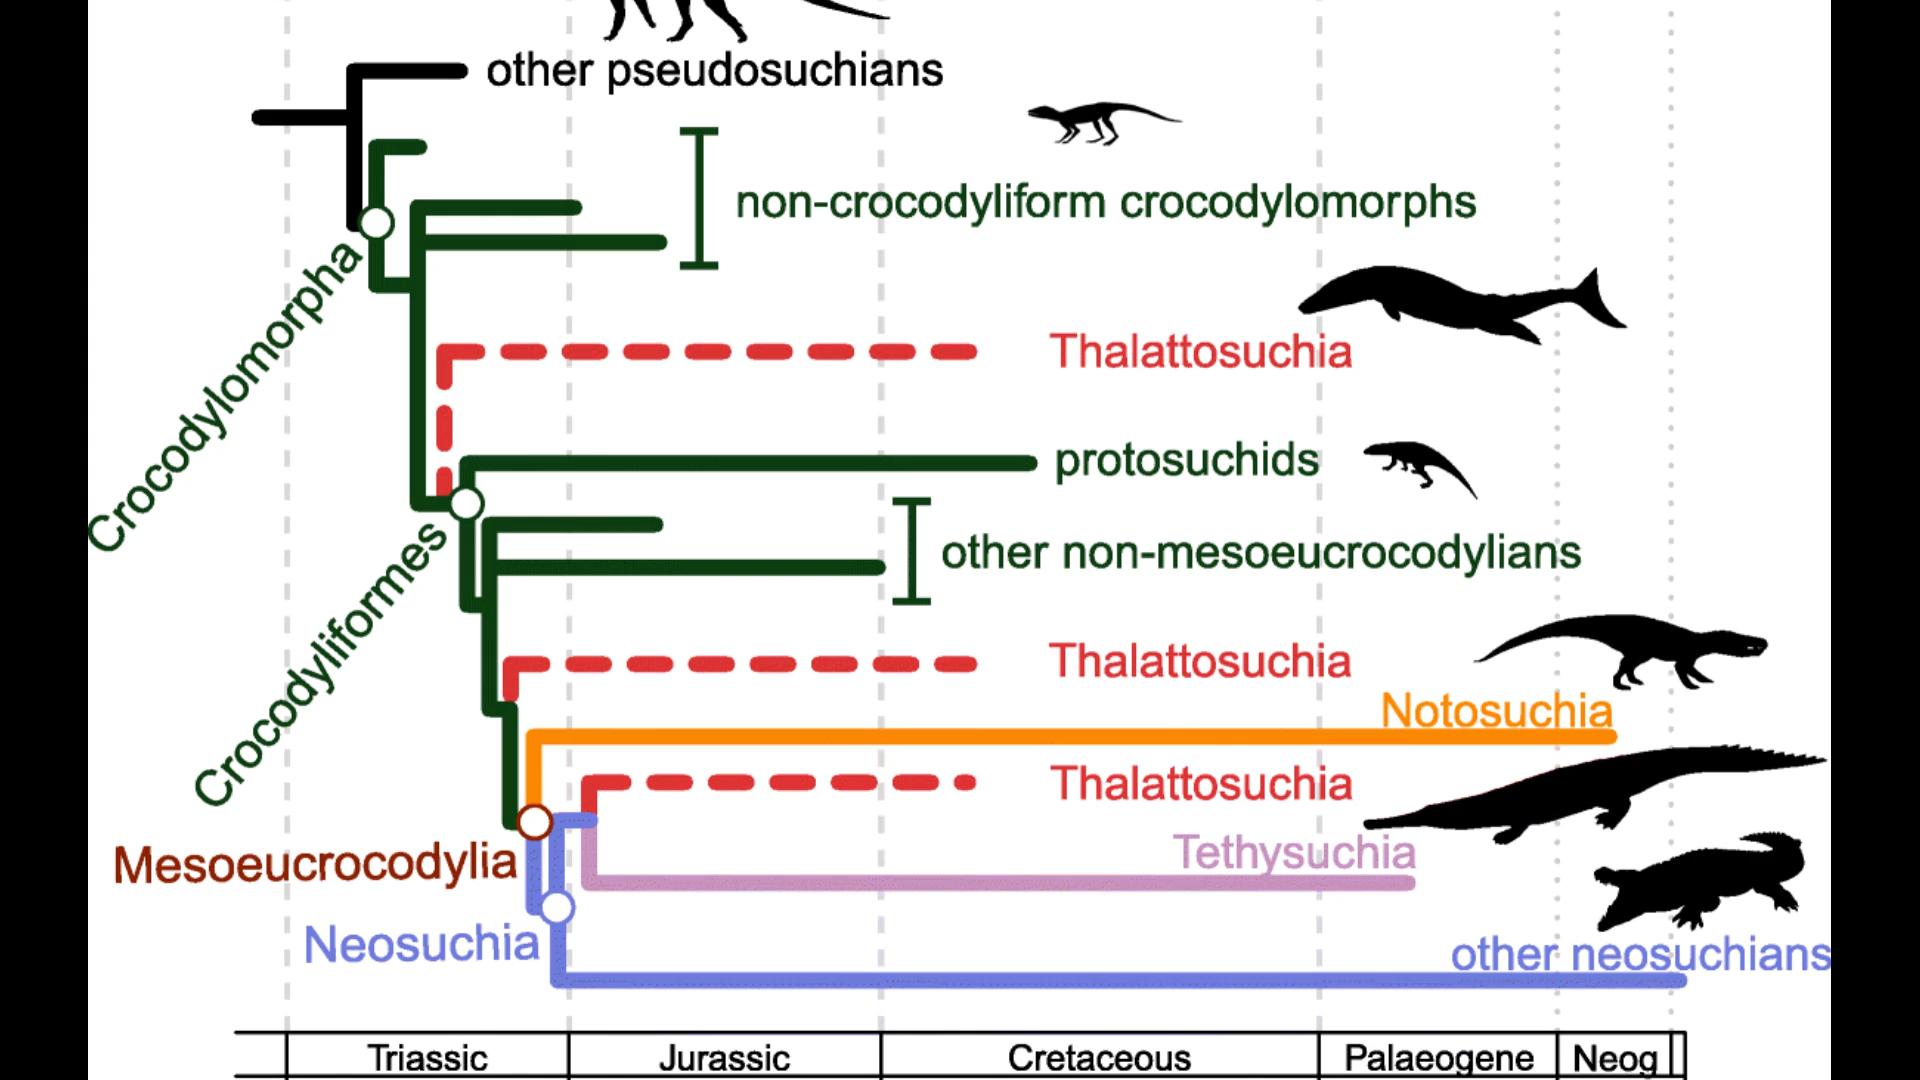 other pseudosuchians
non-crocodyliform crocodylomorphs
Crocodylomorpha
Thalattosuchia
protosuchids
Crocodyliformes
other non-mesoeucrocodylians
Thalattosuchia
Notosuchia
Thalattosuchia
Mesoeucrocodylia
Tethysuchia
Neosuchia
other neosuchians
Triassic Jurassic Cretaceous Palaeogene Neog